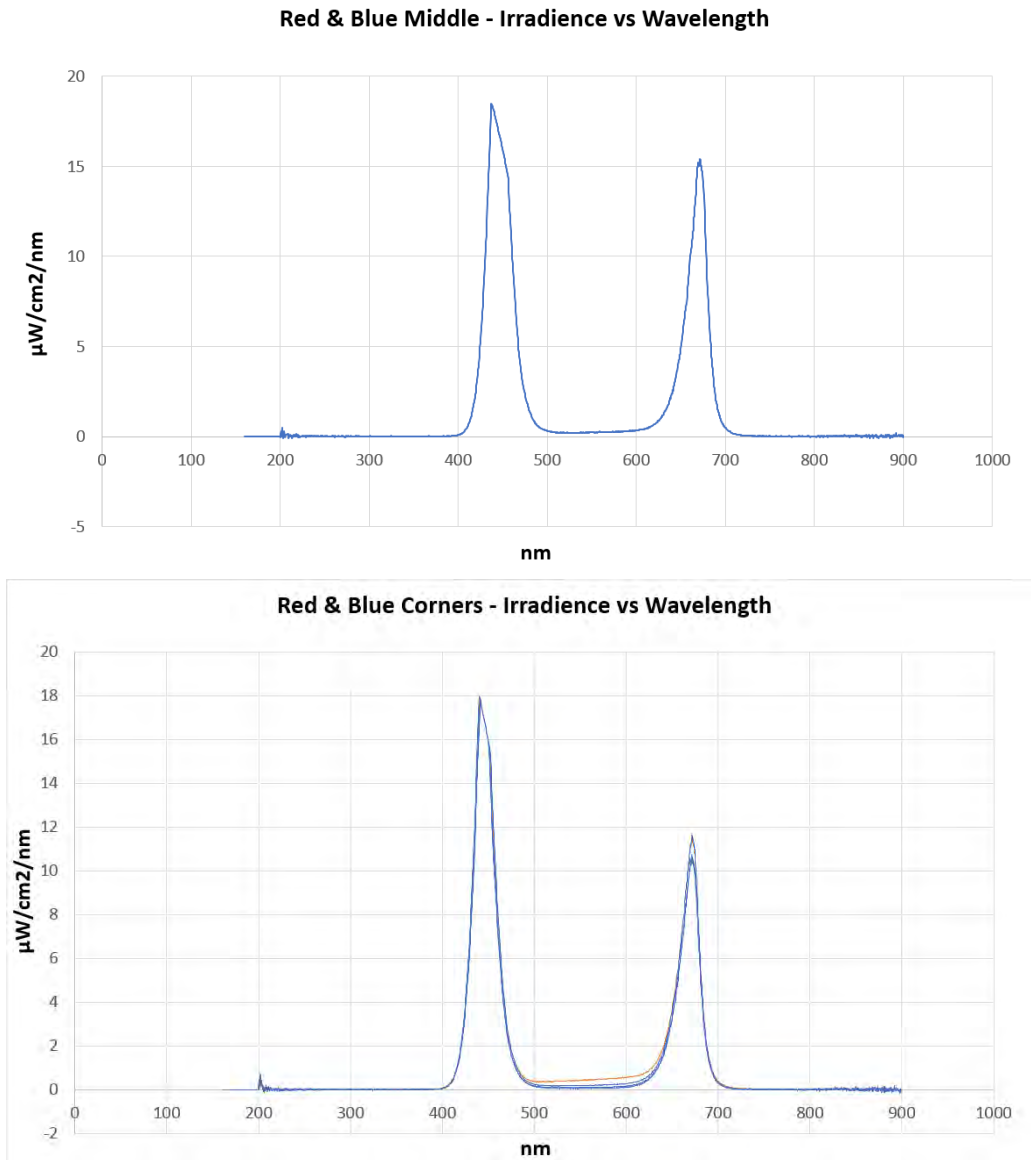 Red & Blue Middle - Irradience vs Wavelength
20
15
10
5
0
-5
0 100 200 300 400 500 600 700 800 900 1000
µW/cm2/nm
nm
Red & Blue Corners - Irradience vs Wavelength
20
18
16
14
12
10
8
6
4
2
0
-2
0 100 200 300 400 500 600 700 800 900 1000
µW/cm2/nm
nm